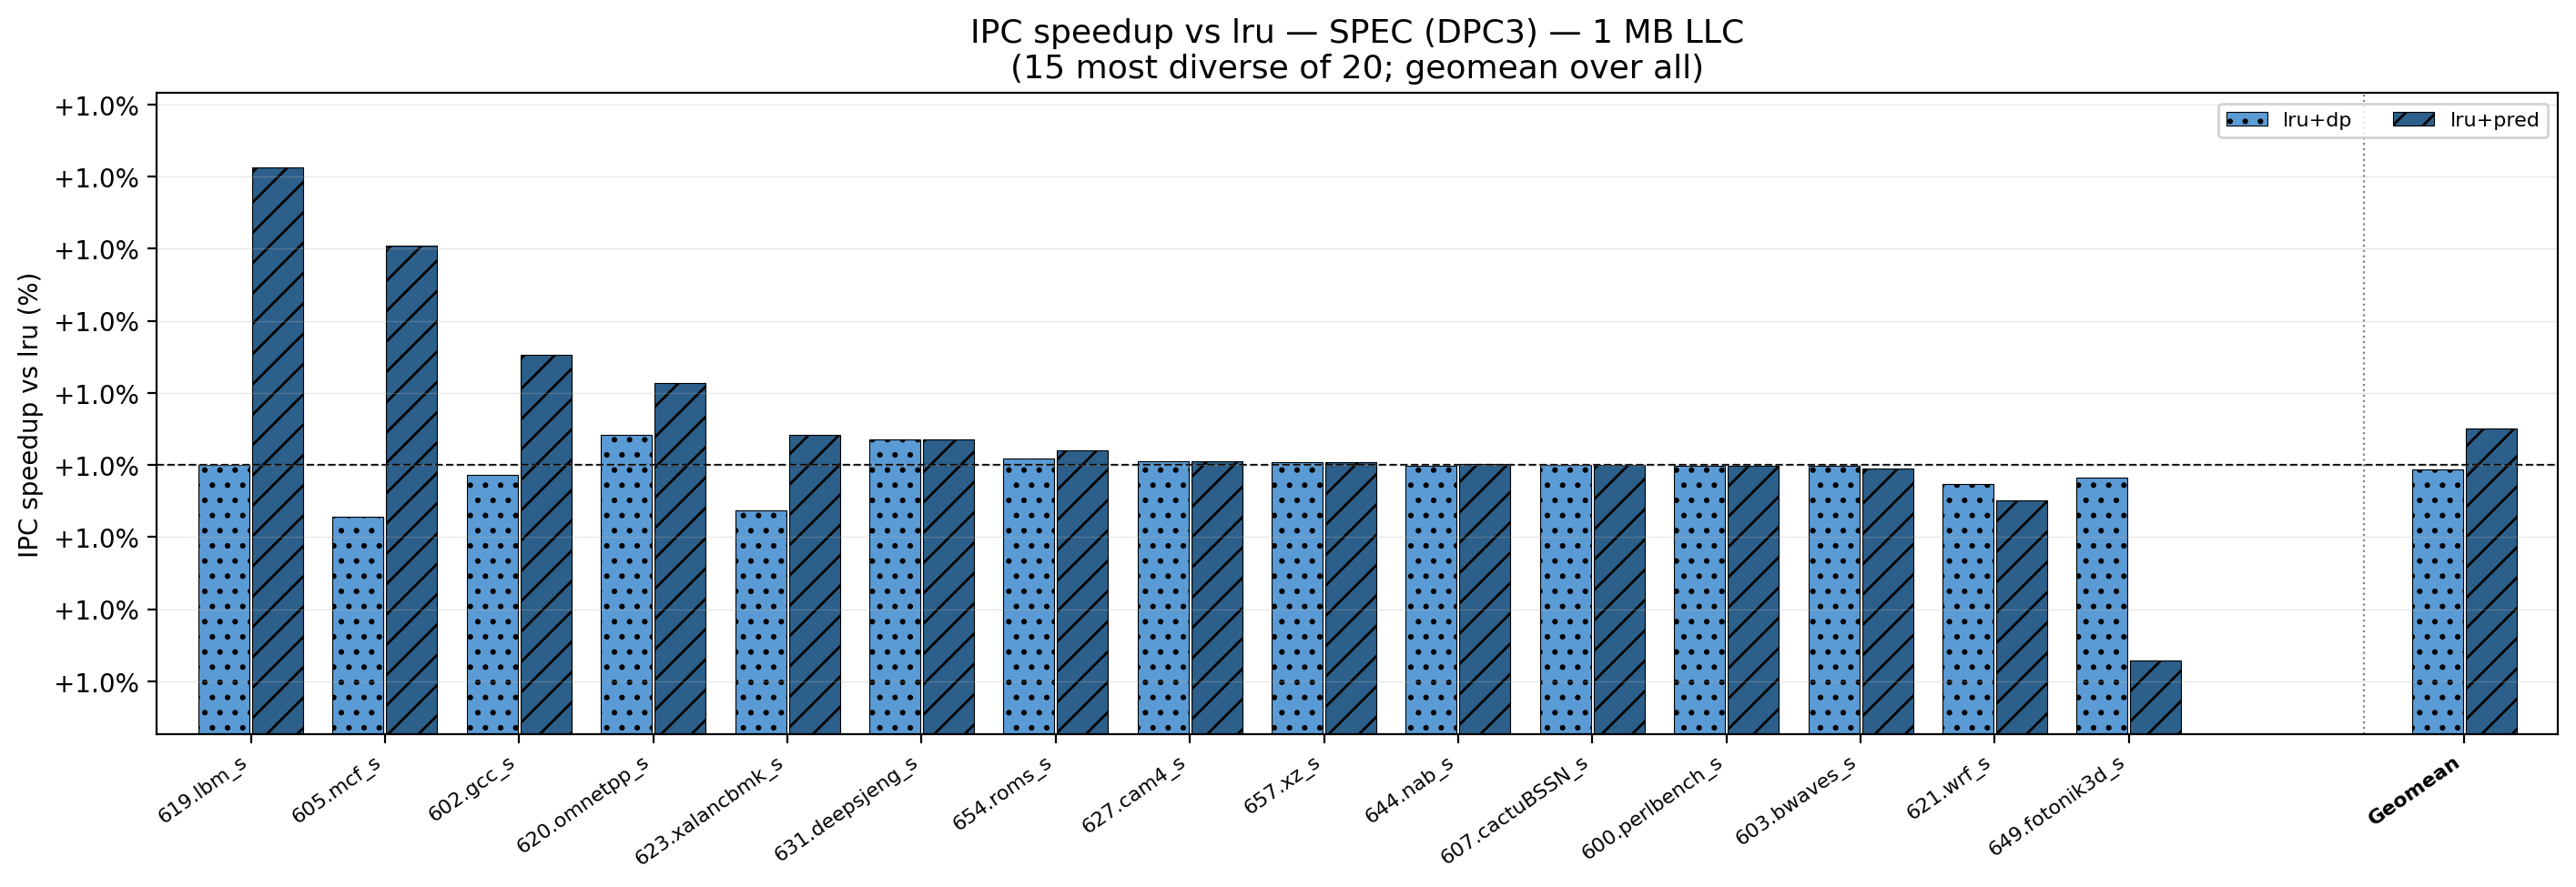 IPC speedup vs lru — SPEC (DPC3) — 1 MB LLC
(15 most diverse of 20; geomean over all)
IPC speedup vs lru (%)
+1.0%
+1.0%
+1.0%
+1.0%
+1.0%
+1.0%
+1.0%
+1.0%
+1.0%
lru+dp
lru+pred
619.lbm_s
605.mcf_s
602.gcc_s
620.omnetpp_s
623.xalancbmk_s
631.deepsjeng_s
654.roms_s
627.cam4_s
657.xz_s
644.nab_s
607.cactuBSSN_s
600.perlbench_s
603.bwaves_s
621.wrf_s
649.fotonik3d_s
Geomean